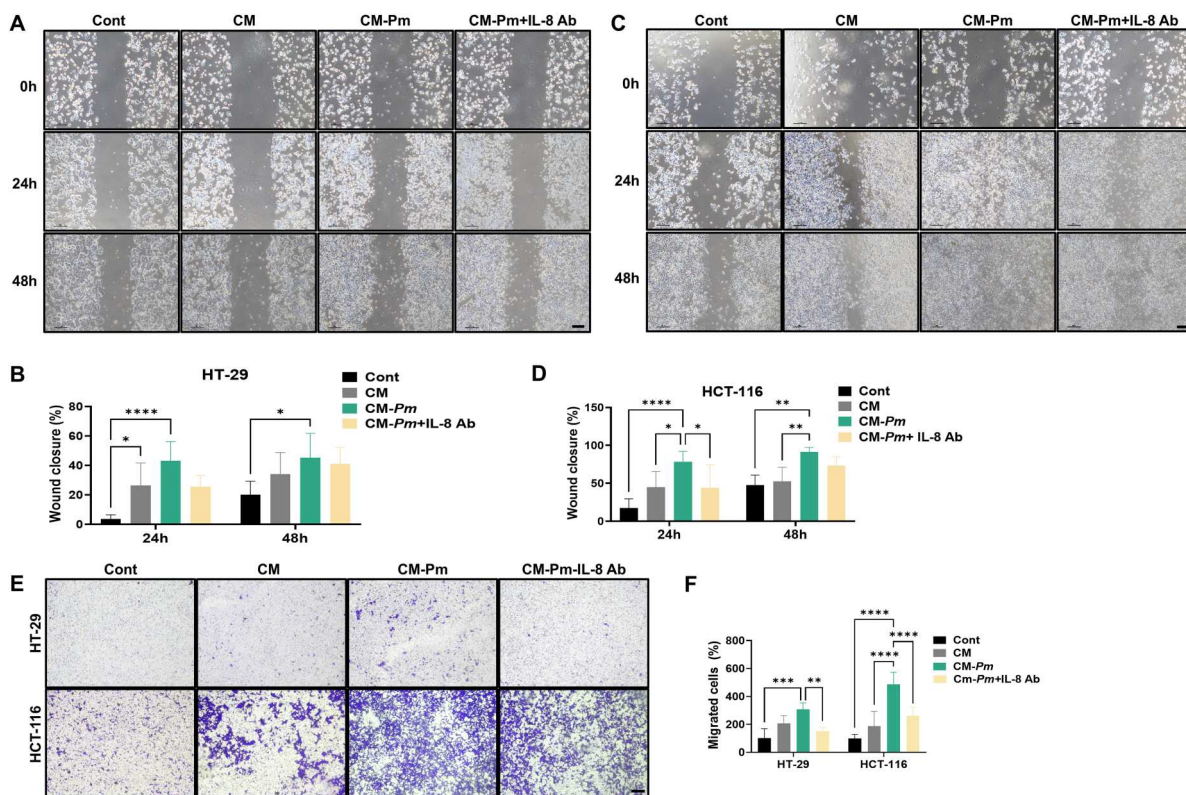 A
Cont CM CM-Pm CM-Pm+IL-8 Ab
0h
24h
48h
C
Cont CM CM-Pm CM-Pm+IL-8 Ab
0h
24h
48h
B
HT-29
Wound closure (%)
80
60
40
20
0
**** * *
24h 48h
Cont
CM
CM-Pm
CM-Pm+IL-8 Ab
D
HCT-116
Wound closure (%)
150
100
50
0
**** * * ** **
24h 48h
Cont
CM
CM-Pm
CM-Pm+ IL-8 Ab
E
Cont CM CM-Pm CM-Pm-IL-8 Ab
HT-29
HCT-116
F
Migrated cells (%)
800
600
400
200
0
*** ** **** **** ****
HT-29 HCT-116
Cont
CM
CM-Pm
Cm-Pm+IL-8 Ab